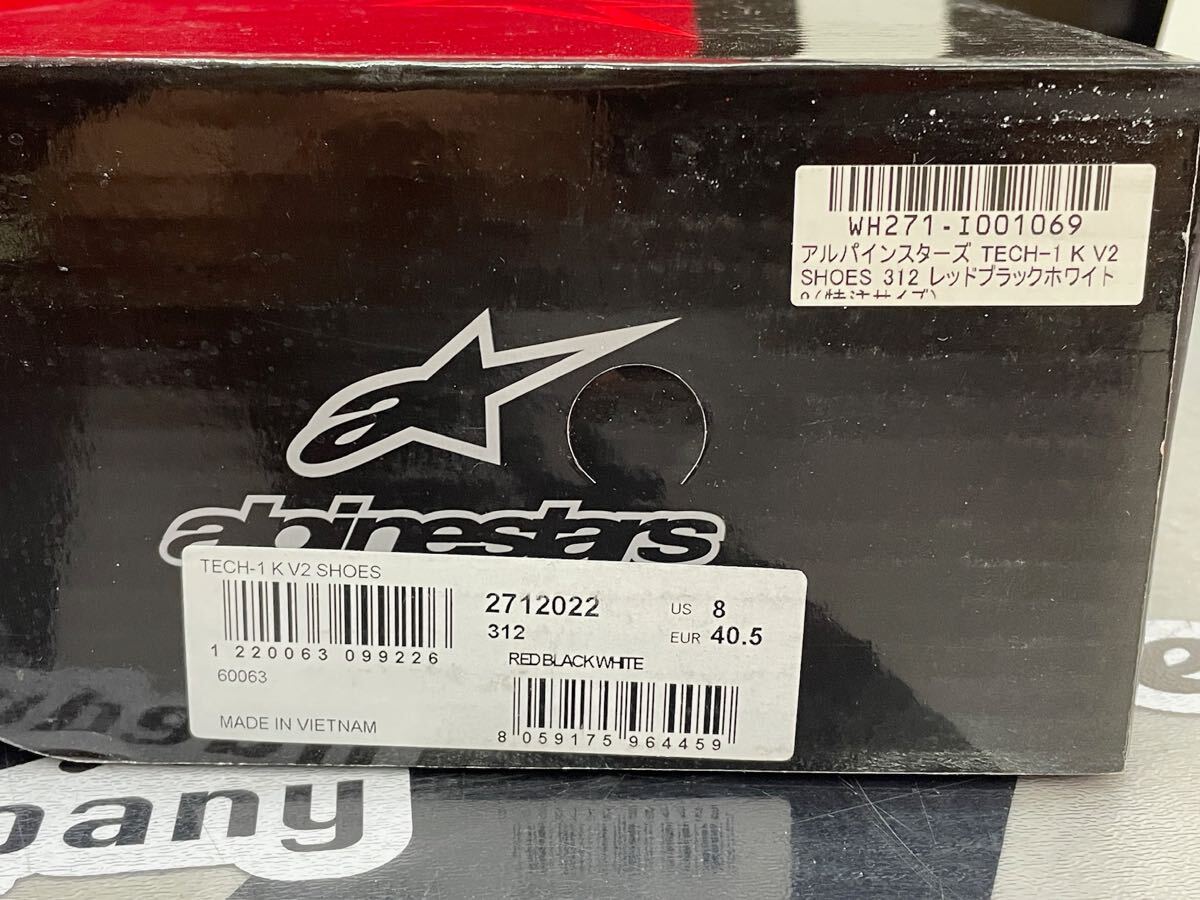 WH271-I001069
アルパインスターズ TECH-1 K V2
SHOES 312 レッドブラックホワイト
alpinestars
TECH-1 K V2 SHOES
1 220063 099226
60063
MADE IN VIETNAM
2712022
312
US 8
EUR 40.5
RED BLACK WHITE
8 059175 964459
pany